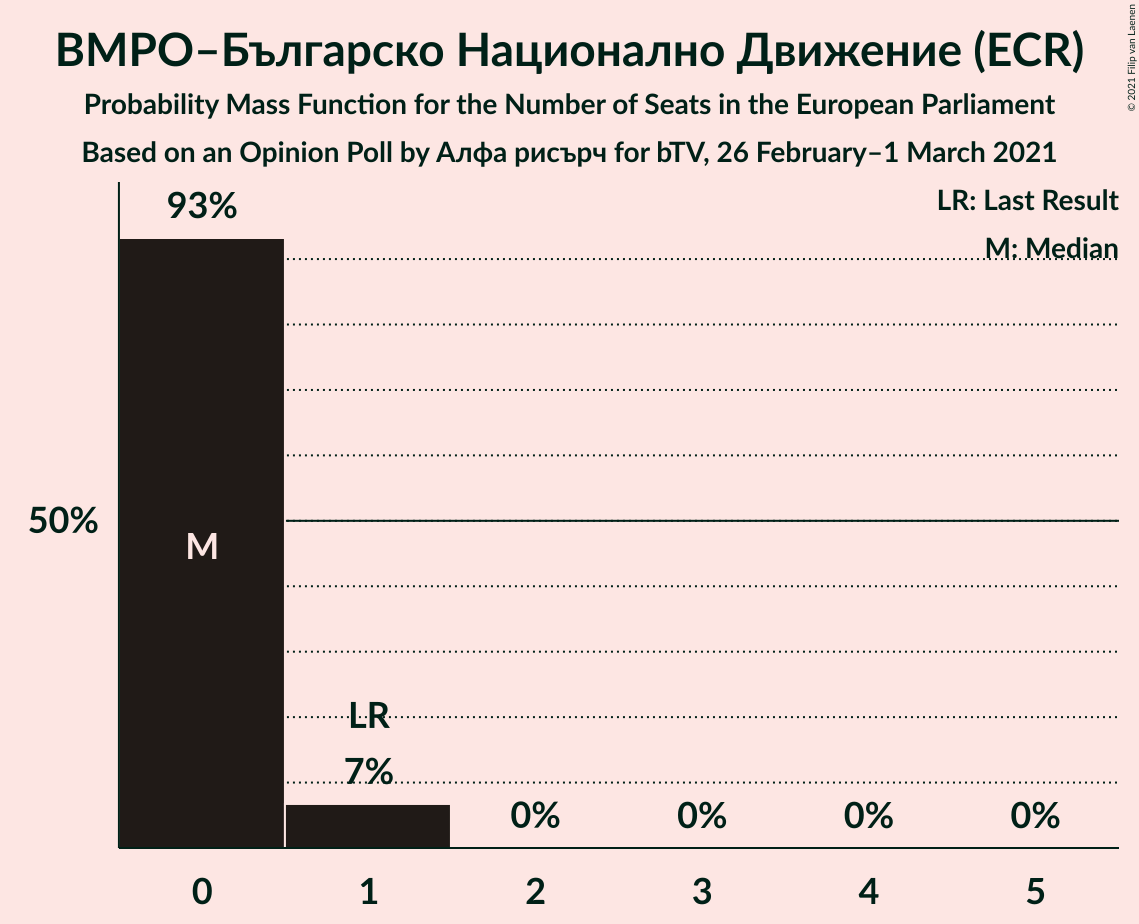 ВМРО–Българско Национално Движение (ECR)
Probability Mass Function for the Number of Seats in the European Parliament
Based on an Opinion Poll by Алфа рисърч for bTV, 26 February–1 March 2021
© 2021 Filip van Laenen
LR: Last Result
M: Median
93%
50%
M
LR
7%
0% 0% 0% 0%
0 1 2 3 4 5